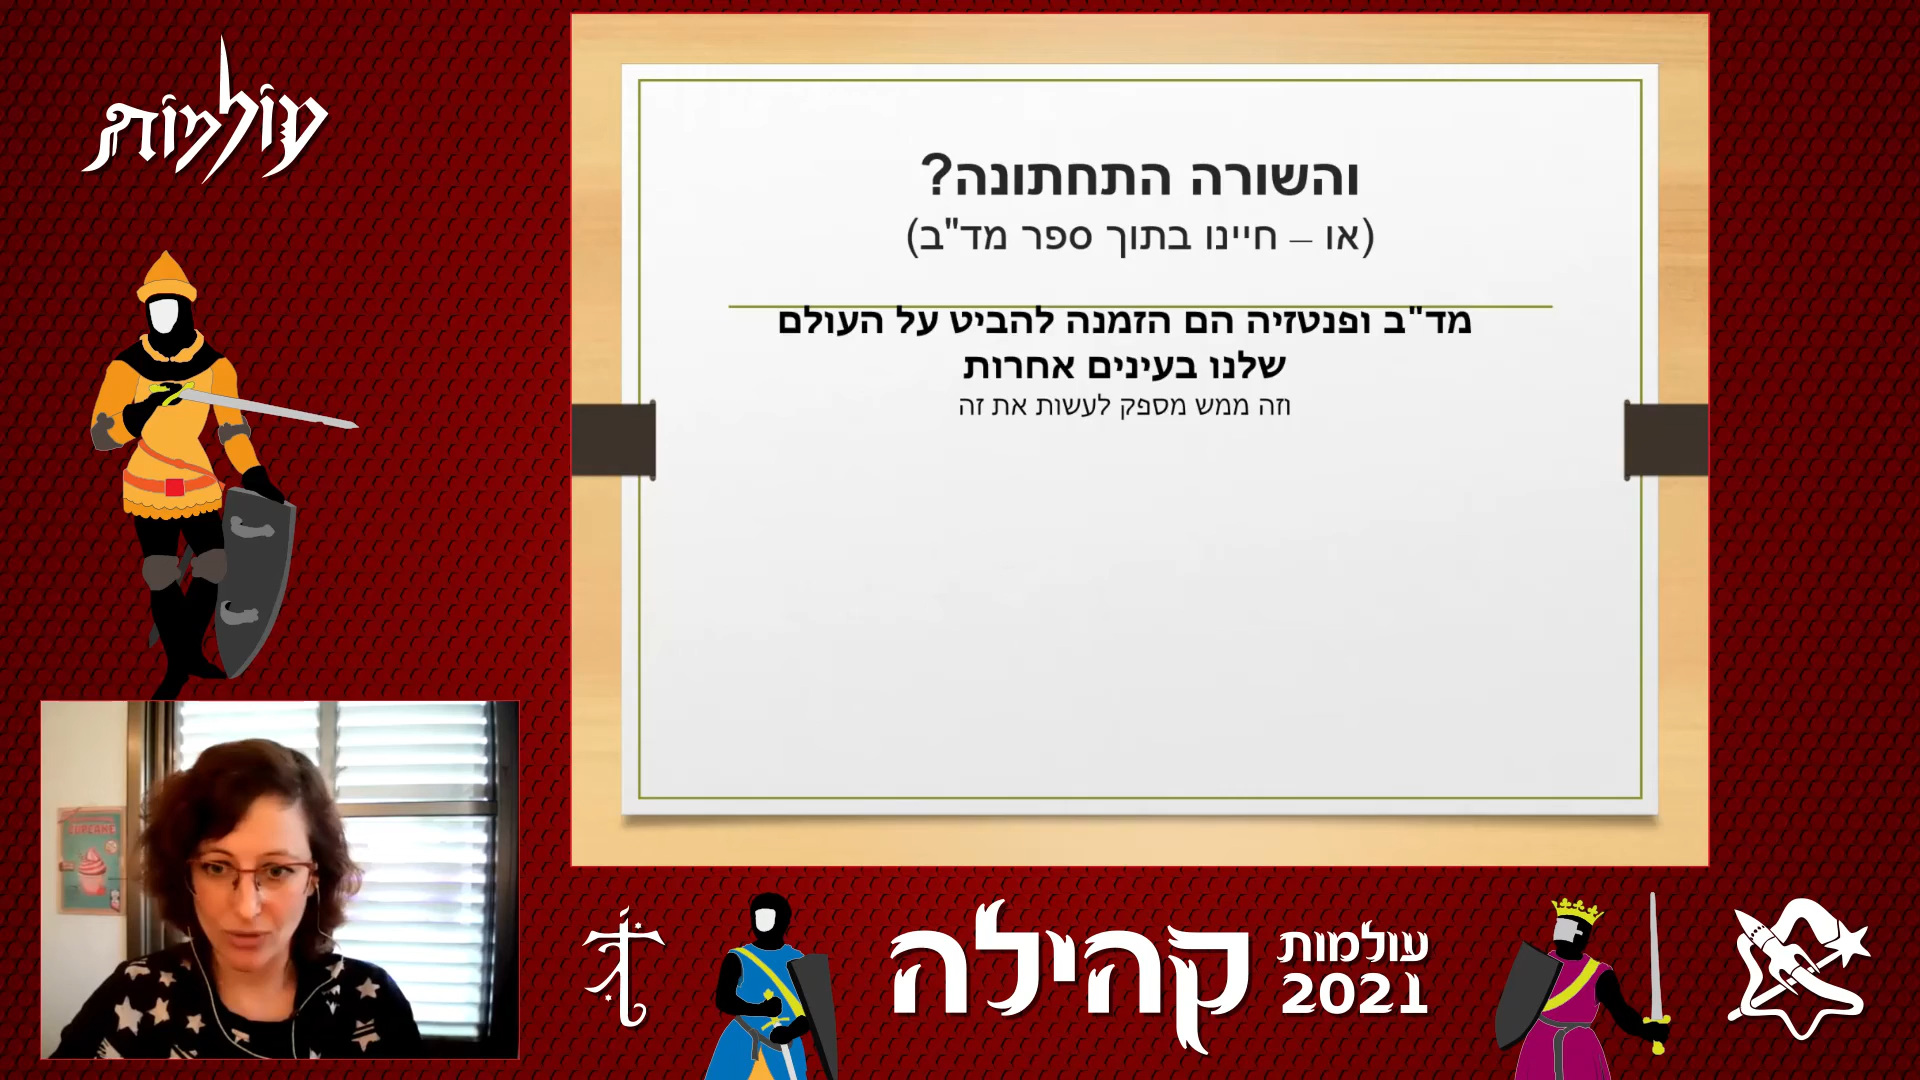 עולמות
והשורה התחתונה?
(או – חיינו בתוך ספר מד"ב)
מד"ב ופנטזיה הם הזמנה להביט על העולם
שלנו בעינים אחרות
וזה ממש מספק לעשות את זה
CUPCAKE
קהילה
עולמות
2021